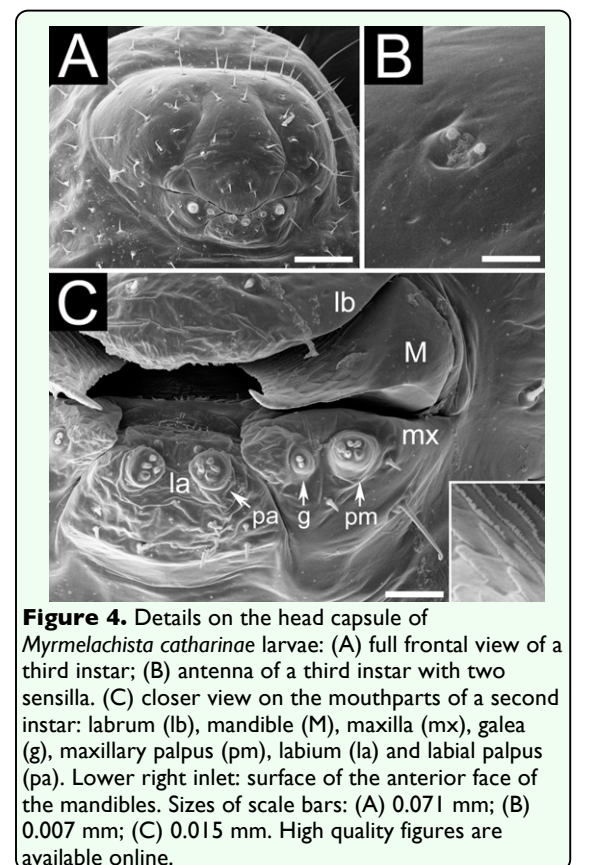 A
B
C
lb
M
mx
la
pa
g
pm
Figure 4. Details on the head capsule of
Myrmelachista catharinae larvae: (A) full frontal view of a
third instar; (B) antenna of a third instar with two
sensilla. (C) closer view on the mouthparts of a second
instar: labrum (lb), mandible (M), maxilla (mx), galea
(g), maxillary palpus (pm), labium (la) and labial palpus
(pa). Lower right inlet: surface of the anterior face of
the mandibles. Sizes of scale bars: (A) 0.071 mm; (B)
0.007 mm; (C) 0.015 mm. High quality figures are
available online.